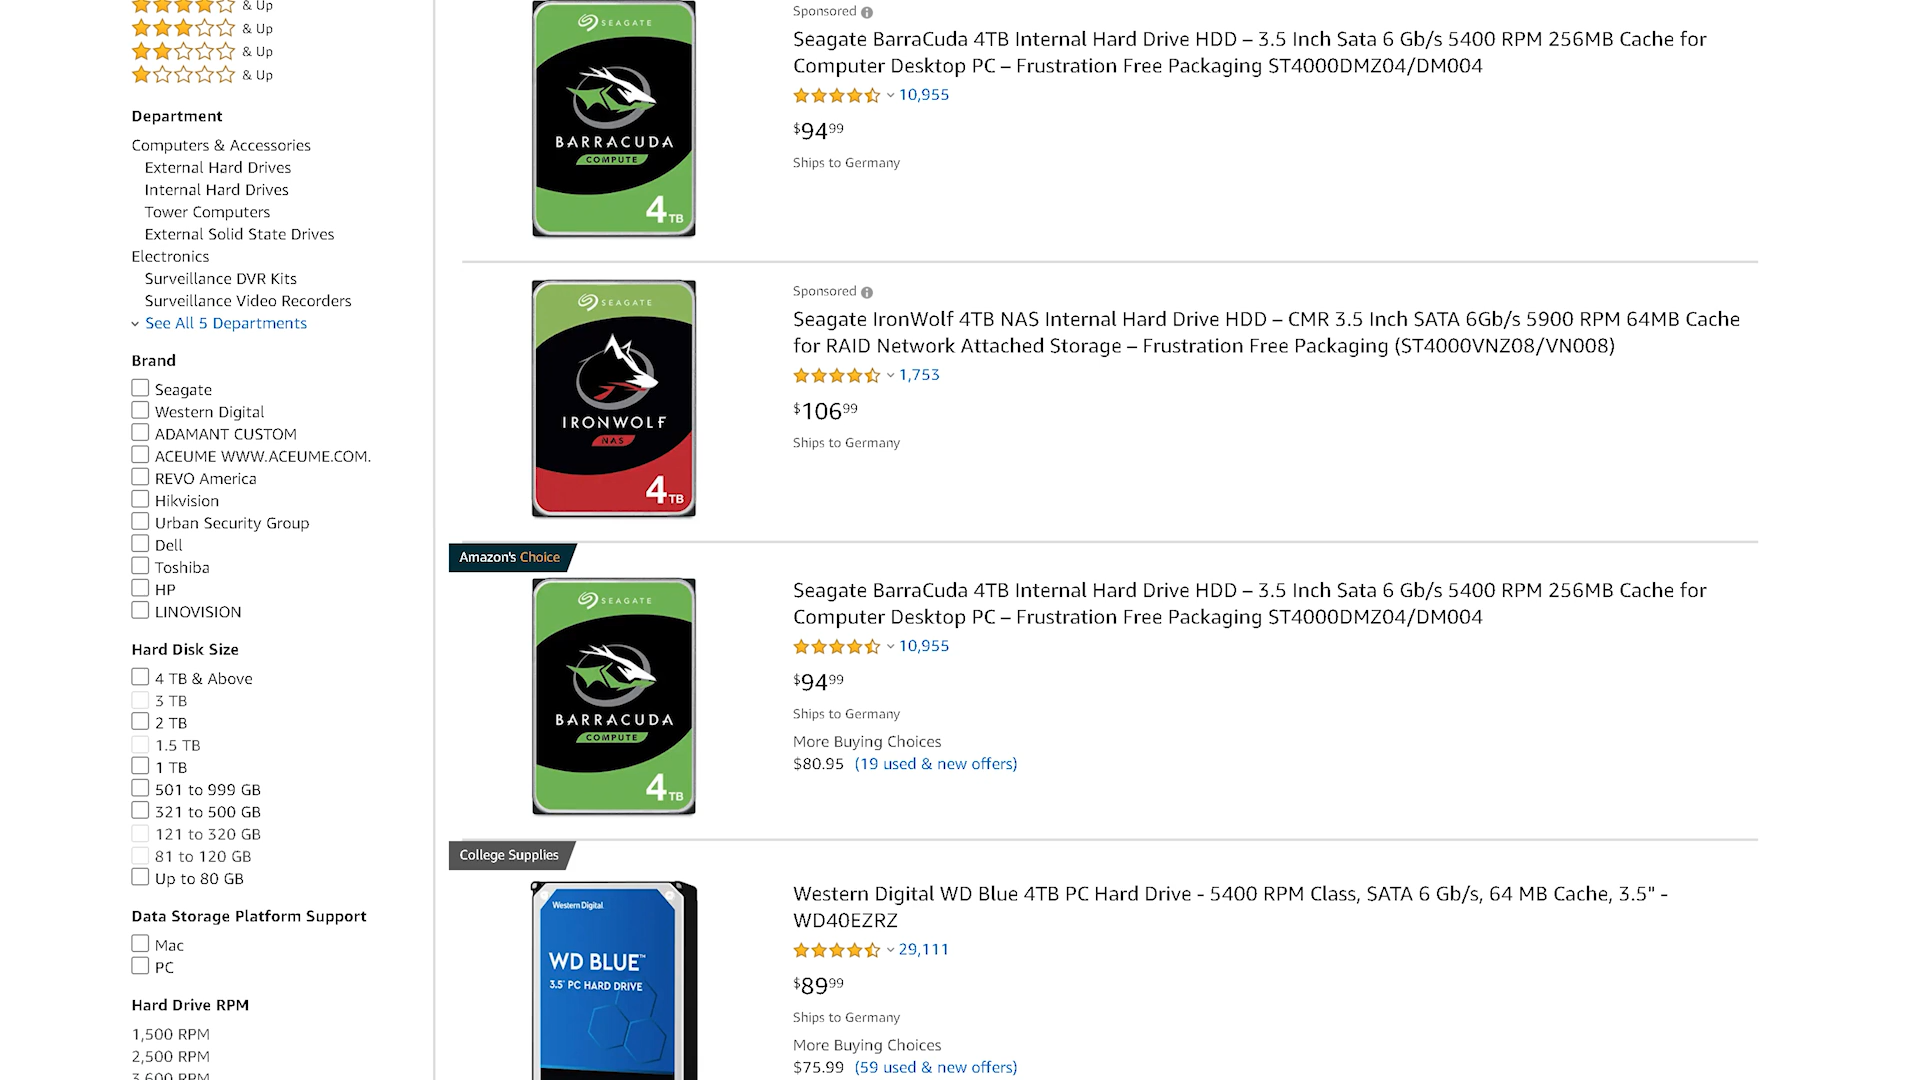 & Up
& Up
& Up
& Up
Department
Computers & Accessories
External Hard Drives
Internal Hard Drives
Tower Computers
External Solid State Drives
Electronics
Surveillance DVR Kits
Surveillance Video Recorders
See All 5 Departments
Brand
Seagate
Western Digital
ADAMANT CUSTOM
ACEUME WWW.ACEUME.COM.
REVO America
Hikvision
Urban Security Group
Dell
Toshiba
HP
LINOVISION
Hard Disk Size
4 TB & Above
3 TB
2 TB
1.5 TB
1 TB
501 to 999 GB
321 to 500 GB
121 to 320 GB
81 to 120 GB
Up to 80 GB
Data Storage Platform Support
Mac
PC
Hard Drive RPM
1,500 RPM
2,500 RPM
3,600 RPM
SEAGATE
BARRACUDA
COMPUTE
4 TB
Sponsored
Seagate BarraCuda 4TB Internal Hard Drive HDD – 3.5 Inch Sata 6 Gb/s 5400 RPM 256MB Cache for
Computer Desktop PC – Frustration Free Packaging ST4000DMZ04/DM004
10,955
$94 99
Ships to Germany
SEAGATE
IRONWOLF
NAS
4 TB
Sponsored
Seagate IronWolf 4TB NAS Internal Hard Drive HDD – CMR 3.5 Inch SATA 6Gb/s 5900 RPM 64MB Cache
for RAID Network Attached Storage – Frustration Free Packaging (ST4000VNZ08/VN008)
1,753
$106 99
Ships to Germany
Amazon's Choice
SEAGATE
BARRACUDA
COMPUTE
4 TB
Seagate BarraCuda 4TB Internal Hard Drive HDD – 3.5 Inch Sata 6 Gb/s 5400 RPM 256MB Cache for
Computer Desktop PC – Frustration Free Packaging ST4000DMZ04/DM004
10,955
$94 99
Ships to Germany
More Buying Choices
$80.95 (19 used & new offers)
College Supplies
Western Digital
WD BLUE™
3.5" PC HARD DRIVE
Western Digital WD Blue 4TB PC Hard Drive - 5400 RPM Class, SATA 6 Gb/s, 64 MB Cache, 3.5" -
WD40EZRZ
29,111
$89 99
Ships to Germany
More Buying Choices
$75.99 (59 used & new offers)